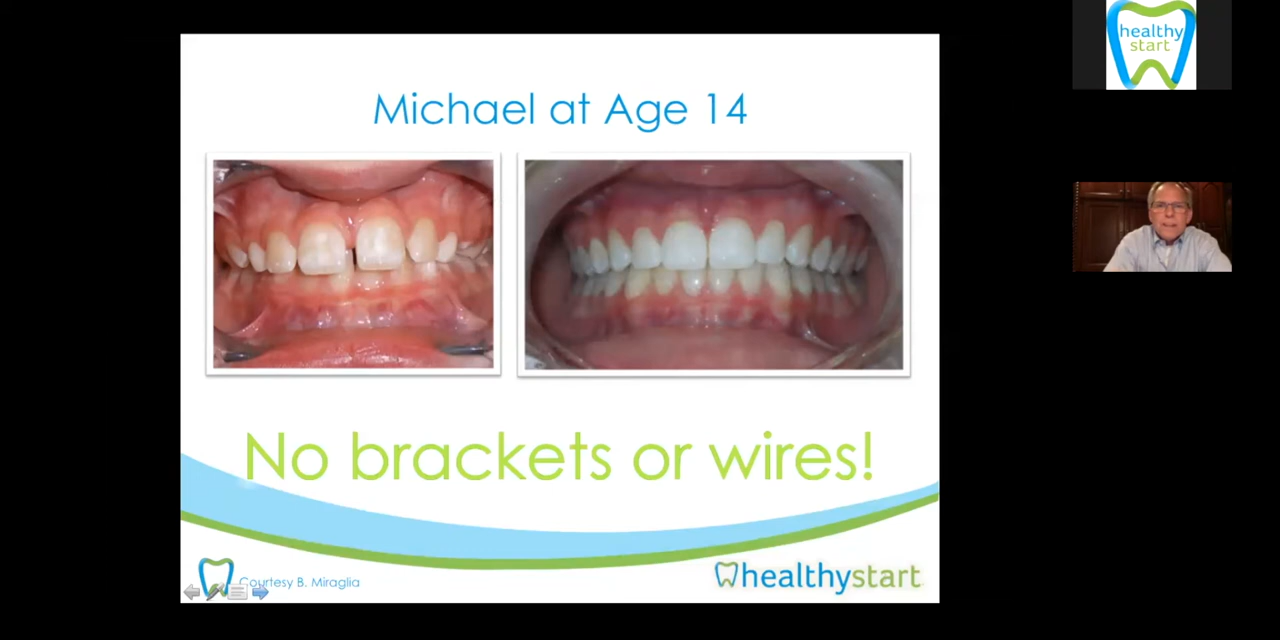 healthy
start
Michael at Age 14
No brackets or wires!
Courtesy B. Miraglia
healthystart